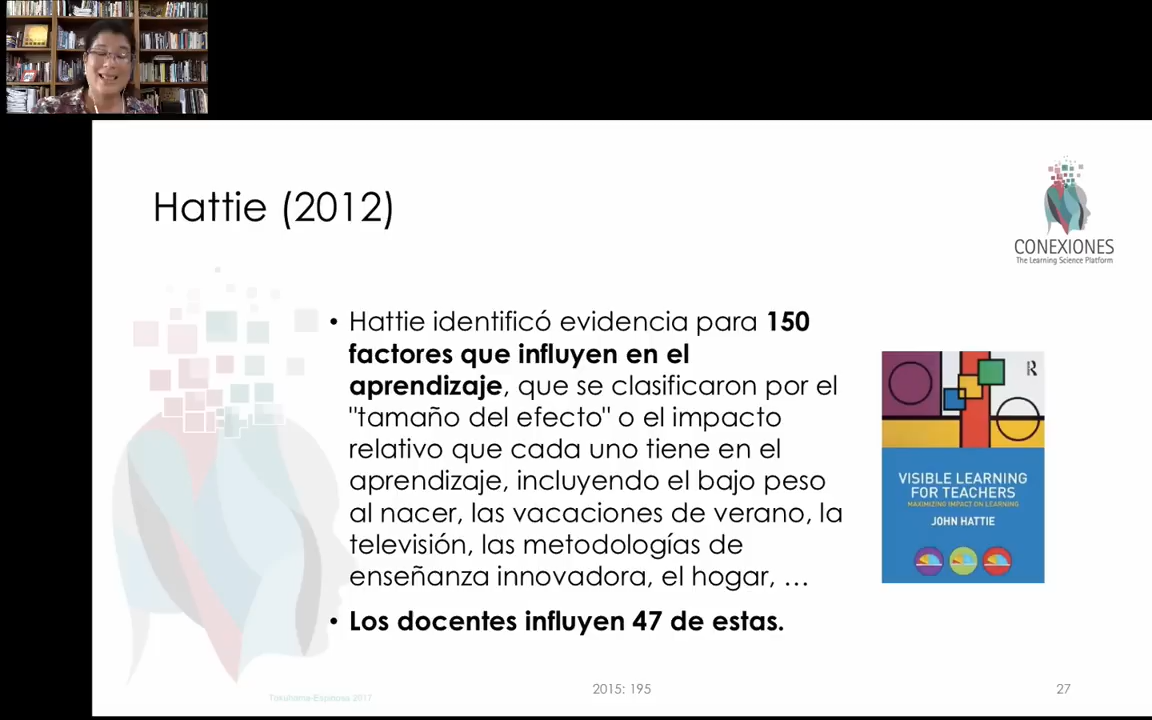 Hattie (2012)
CONEXIONES
The Learning Science Platform
• Hattie identificó evidencia para 150
factores que influyen en el
aprendizaje, que se clasificaron por el
"tamaño del efecto" o el impacto
relativo que cada uno tiene en el
aprendizaje, incluyendo el bajo peso
al nacer, las vacaciones de verano, la
televisión, las metodologías de
enseñanza innovadora, el hogar, …
• Los docentes influyen 47 de estas.
R
VISIBLE LEARNING
FOR TEACHERS
MAXIMIZING IMPACT ON LEARNING
JOHN HATTIE
Tokuhama-Espinosa 2017
2015: 195
27